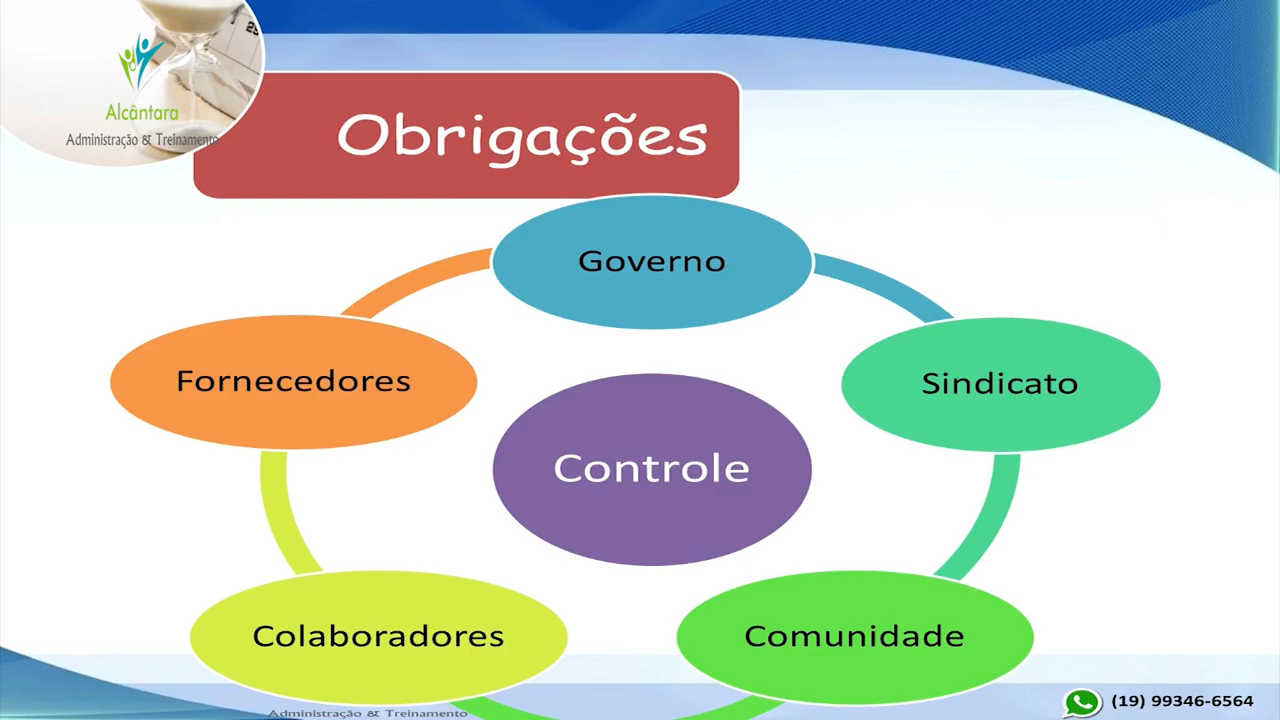 Alcântara
Administração & Treinamento
Obrigações
Governo
Fornecedores
Sindicato
Controle
Colaboradores
Comunidade
Administração & Treinamento
(19) 99346-6564